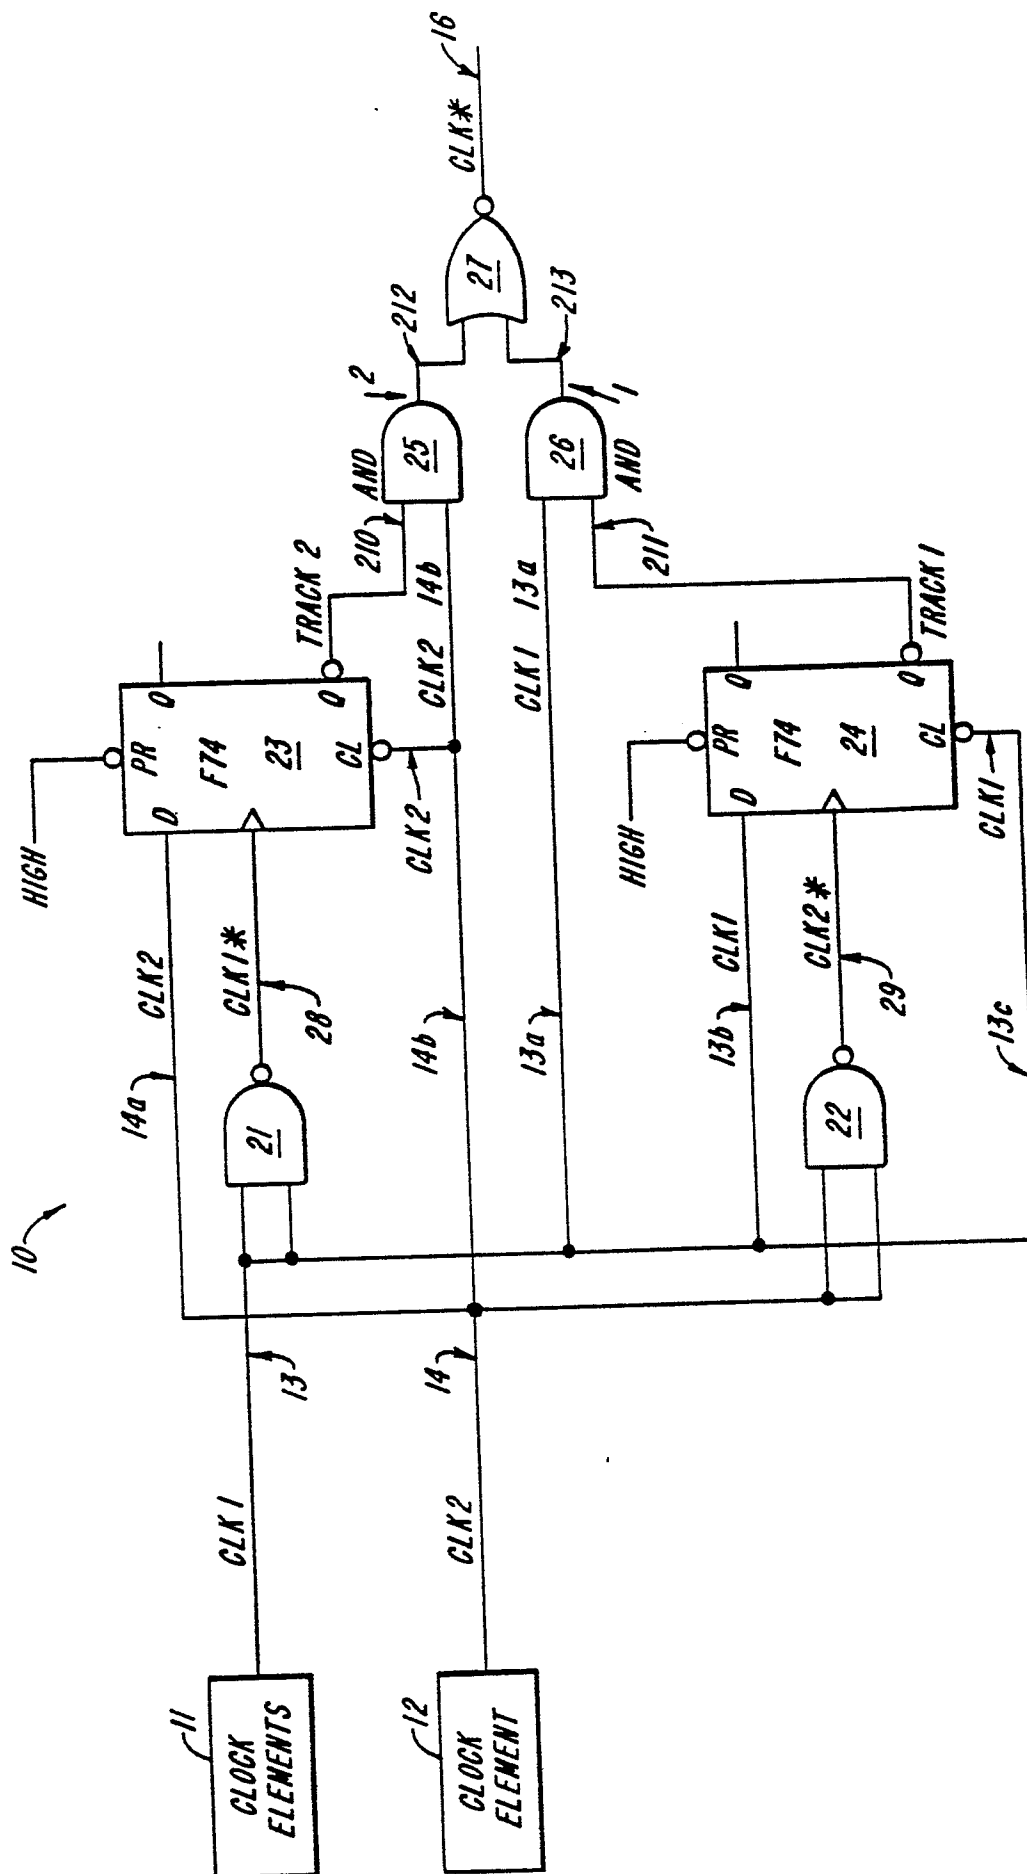 10
11
CLOCK
ELEMENTS
12
CLOCK
ELEMENT
CLK1
13
CLK2
14
14a
CLK2
21
CLK1*
28
HIGH
PR
D
Q
F74
23
Q
CL
CLK2
TRACK 2
14b
CLK2
14b
210
AND
25
2
212
13a
CLK1
13a
26
AND
1
213
211
27
CLK*
16
13b
CLK1
22
CLK2*
29
HIGH
PR
D
Q
F74
24
Q
CL
CLK1
TRACK1
13c